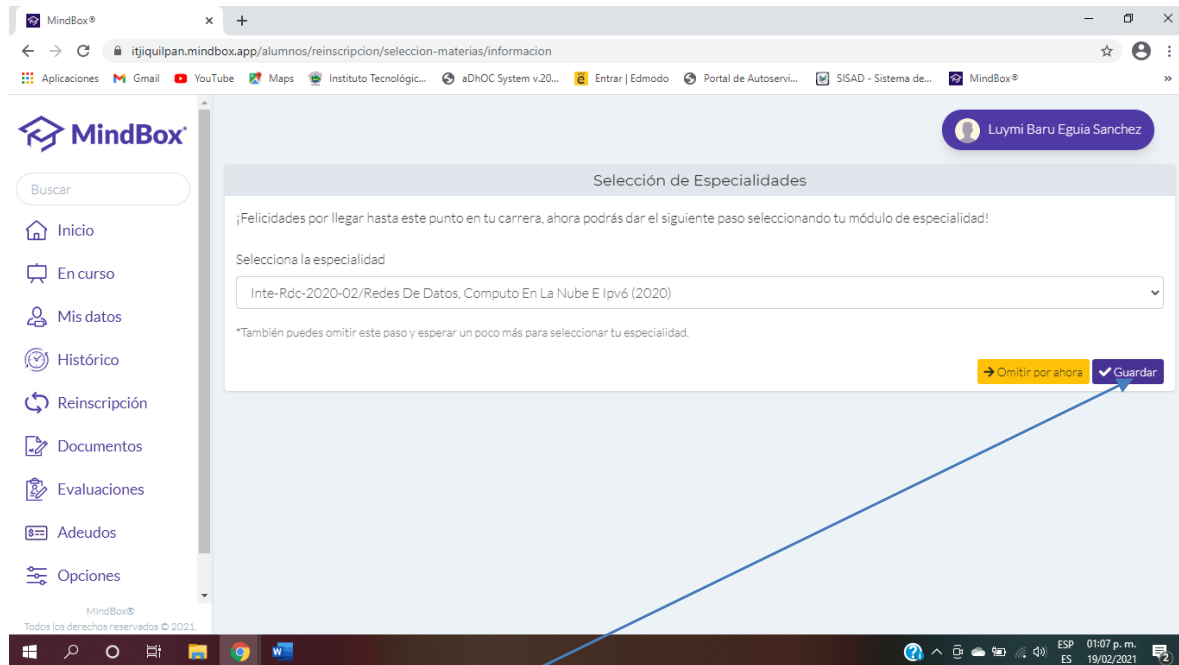 MindBox®
itjiquilpan.mindbox.app/alumnos/reinscripcion/seleccion-materias/informacion
Aplicaciones Gmail YouTube Maps Instituto Tecnológic... aDhOC System v.20... Entrar | Edmodo Portal de Autoservi... SISAD - Sistema de... MindBox® »
MindBox
Luymi Baru Eguia Sanchez
Buscar
Inicio
En curso
Mis datos
Histórico
Reinscripción
Documentos
Evaluaciones
Adeudos
Opciones
MindBox®
Todos los derechos reservados © 2021.
Selección de Especialidades
¡Felicidades por llegar hasta este punto en tu carrera, ahora podrás dar el siguiente paso seleccionando tu módulo de especialidad!
Selecciona la especialidad
Inte-Rdc-2020-02/Redes De Datos, Computo En La Nube E Ipv6 (2020)
*También puedes omitir este paso y esperar un poco más para seleccionar tu especialidad.
Omitir por ahora Guardar
ESP 01:07 p. m.
ES 19/02/2021 2